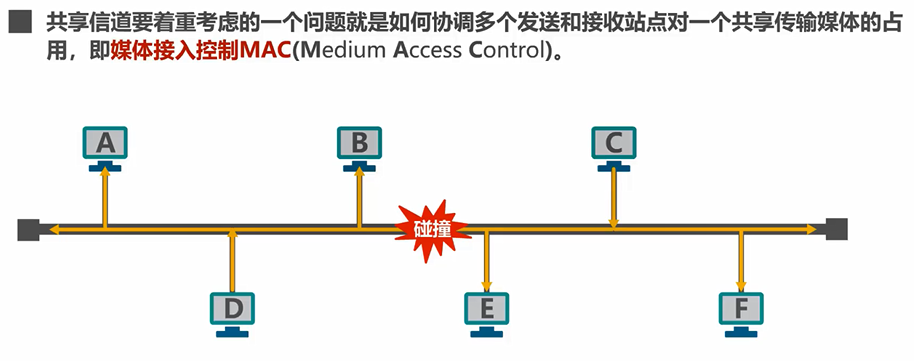 共享信道要着重考虑的一个问题就是如何协调多个发送和接收站点对一个共享传输媒体的占
用，即媒体接入控制MAC(Medium Access Control)。
A
B
C
碰撞
D
E
F